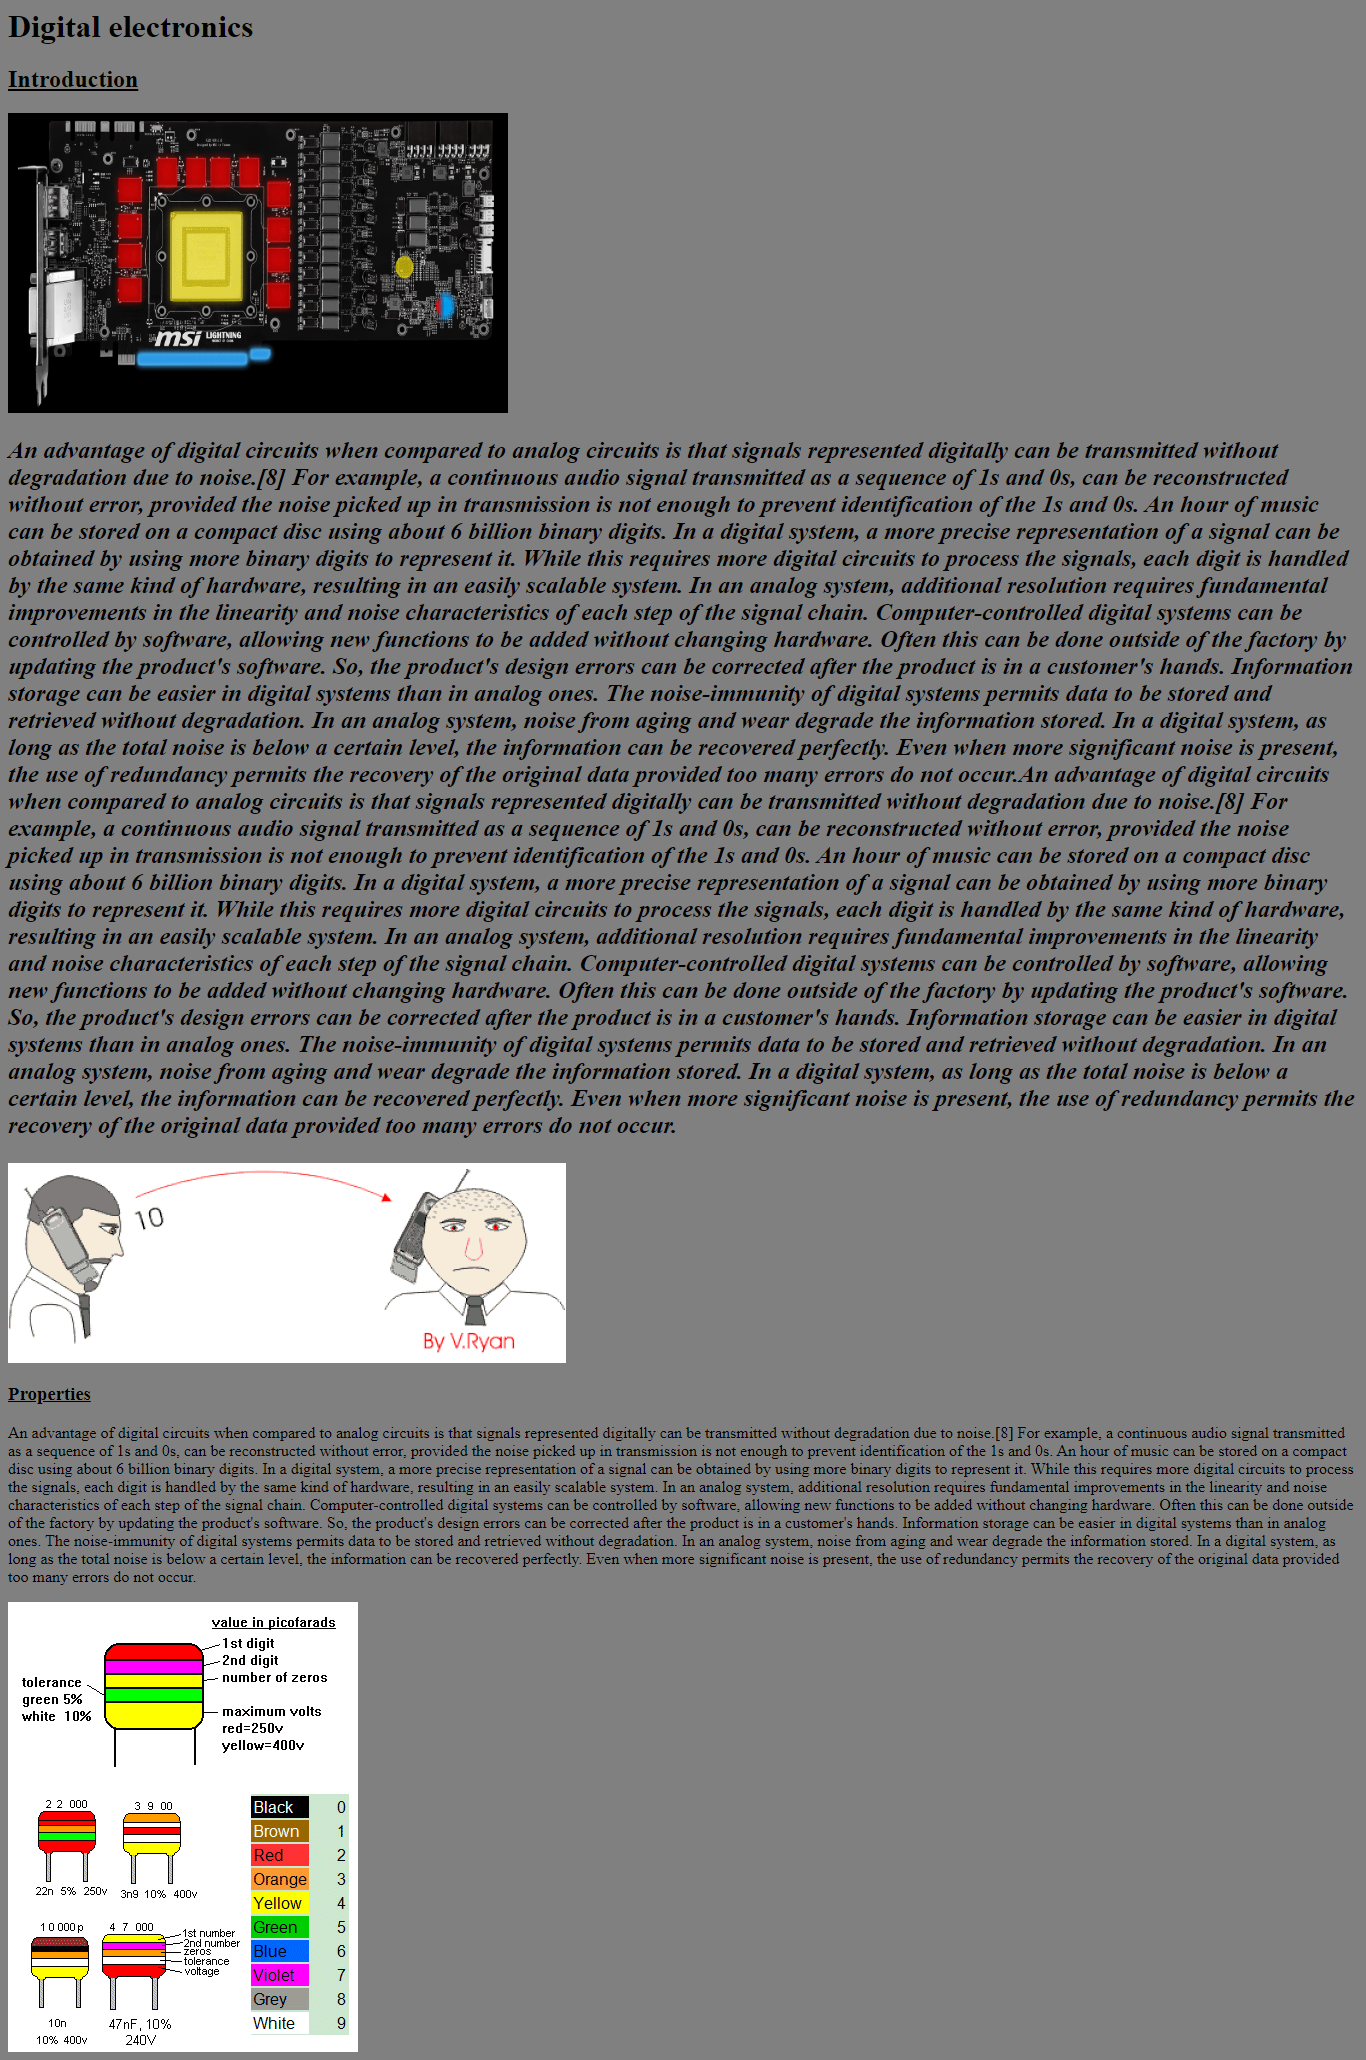 Digital electronics
Introduction
msi LIGHTNING
An advantage of digital circuits when compared to analog circuits is that signals represented digitally can be transmitted without
degradation due to noise.[8] For example, a continuous audio signal transmitted as a sequence of 1s and 0s, can be reconstructed
without error, provided the noise picked up in transmission is not enough to prevent identification of the 1s and 0s. An hour of music
can be stored on a compact disc using about 6 billion binary digits. In a digital system, a more precise representation of a signal can be
obtained by using more binary digits to represent it. While this requires more digital circuits to process the signals, each digit is handled
by the same kind of hardware, resulting in an easily scalable system. In an analog system, additional resolution requires fundamental
improvements in the linearity and noise characteristics of each step of the signal chain. Computer-controlled digital systems can be
controlled by software, allowing new functions to be added without changing hardware. Often this can be done outside of the factory by
updating the product's software. So, the product's design errors can be corrected after the product is in a customer's hands. Information
storage can be easier in digital systems than in analog ones. The noise-immunity of digital systems permits data to be stored and
retrieved without degradation. In an analog system, noise from aging and wear degrade the information stored. In a digital system, as
long as the total noise is below a certain level, the information can be recovered perfectly. Even when more significant noise is present,
the use of redundancy permits the recovery of the original data provided too many errors do not occur.An advantage of digital circuits
when compared to analog circuits is that signals represented digitally can be transmitted without degradation due to noise.[8] For
example, a continuous audio signal transmitted as a sequence of 1s and 0s, can be reconstructed without error, provided the noise
picked up in transmission is not enough to prevent identification of the 1s and 0s. An hour of music can be stored on a compact disc
using about 6 billion binary digits. In a digital system, a more precise representation of a signal can be obtained by using more binary
digits to represent it. While this requires more digital circuits to process the signals, each digit is handled by the same kind of hardware,
resulting in an easily scalable system. In an analog system, additional resolution requires fundamental improvements in the linearity
and noise characteristics of each step of the signal chain. Computer-controlled digital systems can be controlled by software, allowing
new functions to be added without changing hardware. Often this can be done outside of the factory by updating the product's software.
So, the product's design errors can be corrected after the product is in a customer's hands. Information storage can be easier in digital
systems than in analog ones. The noise-immunity of digital systems permits data to be stored and retrieved without degradation. In an
analog system, noise from aging and wear degrade the information stored. In a digital system, as long as the total noise is below a
certain level, the information can be recovered perfectly. Even when more significant noise is present, the use of redundancy permits the
recovery of the original data provided too many errors do not occur.
10
By V.Ryan
Properties
An advantage of digital circuits when compared to analog circuits is that signals represented digitally can be transmitted without degradation due to noise.[8] For example, a continuous audio signal transmitted
as a sequence of 1s and 0s, can be reconstructed without error, provided the noise picked up in transmission is not enough to prevent identification of the 1s and 0s. An hour of music can be stored on a compact
disc using about 6 billion binary digits. In a digital system, a more precise representation of a signal can be obtained by using more binary digits to represent it. While this requires more digital circuits to process
the signals, each digit is handled by the same kind of hardware, resulting in an easily scalable system. In an analog system, additional resolution requires fundamental improvements in the linearity and noise
characteristics of each step of the signal chain. Computer-controlled digital systems can be controlled by software, allowing new functions to be added without changing hardware. Often this can be done outside
of the factory by updating the product's software. So, the product's design errors can be corrected after the product is in a customer's hands. Information storage can be easier in digital systems than in analog
ones. The noise-immunity of digital systems permits data to be stored and retrieved without degradation. In an analog system, noise from aging and wear degrade the information stored. In a digital system, as
long as the total noise is below a certain level, the information can be recovered perfectly. Even when more significant noise is present, the use of redundancy permits the recovery of the original data provided
too many errors do not occur.
value in picofarads
1st digit
2nd digit
number of zeros
tolerance
green 5%
white 10%
maximum volts
red=250v
yellow=400v
2 2 000
3 9 00
22n 5% 250v
3n9 10% 400v
1 0 000 p
4 7 000
1st number
2nd number
zeros
tolerance
voltage
10n
10% 400v
47nF, 10%
240V
Black 0
Brown 1
Red 2
Orange 3
Yellow 4
Green 5
Blue 6
Violet 7
Grey 8
White 9